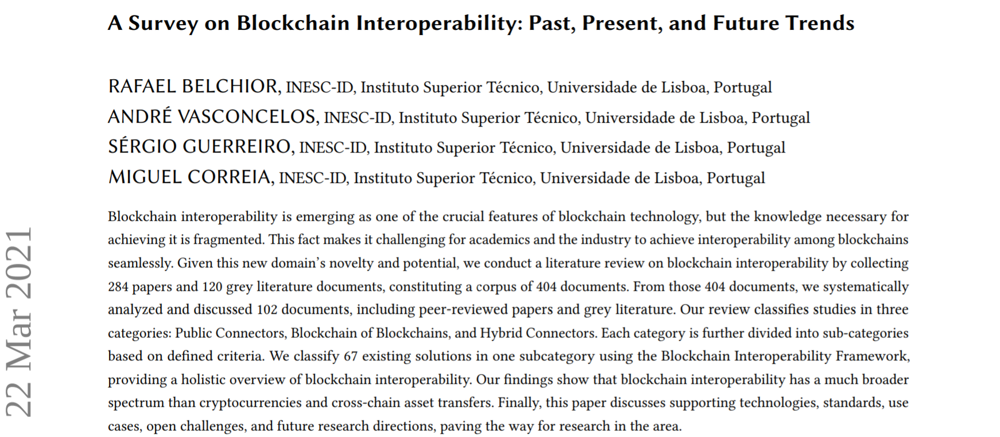 A Survey on Blockchain Interoperability: Past, Present, and Future Trends
RAFAEL BELCHIOR, INESC-ID, Instituto Superior Técnico, Universidade de Lisboa, Portugal
ANDRÉ VASCONCELOS, INESC-ID, Instituto Superior Técnico, Universidade de Lisboa, Portugal
SÉRGIO GUERREIRO, INESC-ID, Instituto Superior Técnico, Universidade de Lisboa, Portugal
MIGUEL CORREIA, INESC-ID, Instituto Superior Técnico, Universidade de Lisboa, Portugal
Blockchain interoperability is emerging as one of the crucial features of blockchain technology, but the knowledge necessary for
achieving it is fragmented. This fact makes it challenging for academics and the industry to achieve interoperability among blockchains
seamlessly. Given this new domain's novelty and potential, we conduct a literature review on blockchain interoperability by collecting
284 papers and 120 grey literature documents, constituting a corpus of 404 documents. From those 404 documents, we systematically
analyzed and discussed 102 documents, including peer-reviewed papers and grey literature. Our review classifies studies in three
categories: Public Connectors, Blockchain of Blockchains, and Hybrid Connectors. Each category is further divided into sub-categories
based on defined criteria. We classify 67 existing solutions in one subcategory using the Blockchain Interoperability Framework,
providing a holistic overview of blockchain interoperability. Our findings show that blockchain interoperability has a much broader
spectrum than cryptocurrencies and cross-chain asset transfers. Finally, this paper discusses supporting technologies, standards, use
cases, open challenges, and future research directions, paving the way for research in the area.
22 Mar 2021